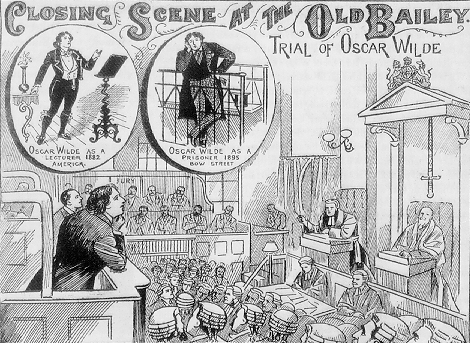 CLOSING SCENE AT THE OLD BAILEY.
TRIAL OF OSCAR WILDE
OSCAR WILDE AS A
LECTURER 1882
AMERICA.
OSCAR WILDE AS A
PRISONER 1895
BOW STREET
JURY